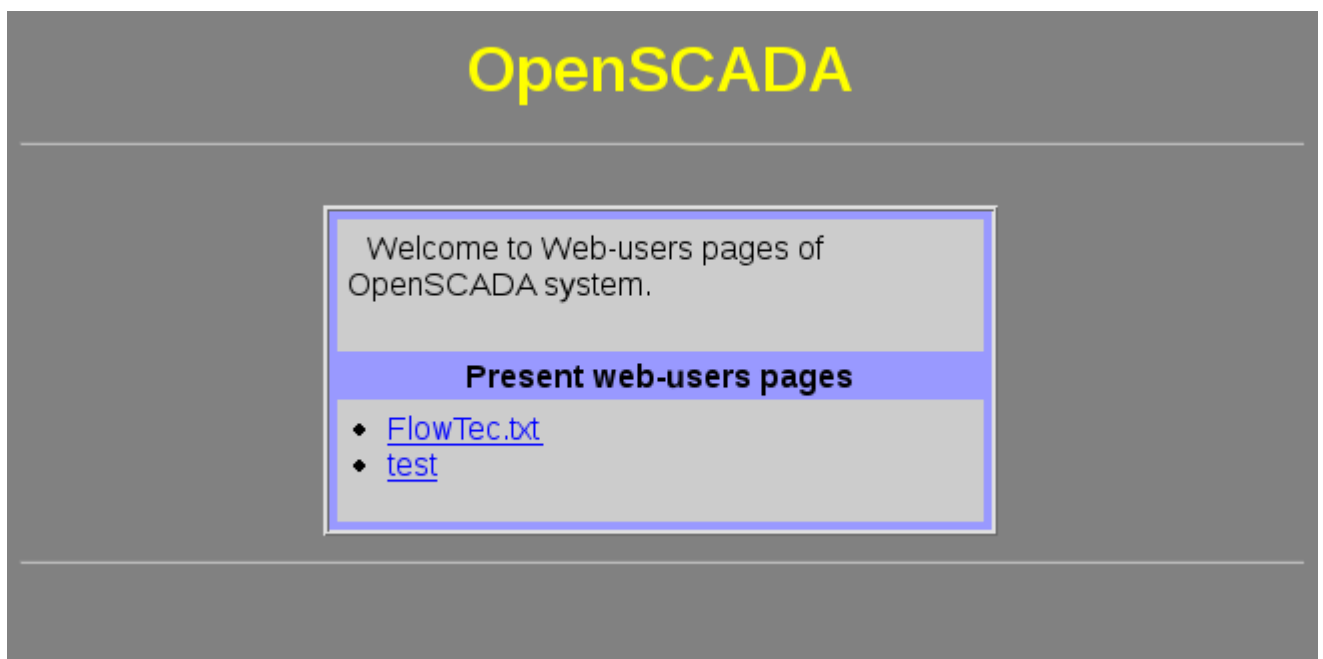 OpenSCADA
Welcome to Web-users pages of
OpenSCADA system.
Present web-users pages
FlowTec.txt
test